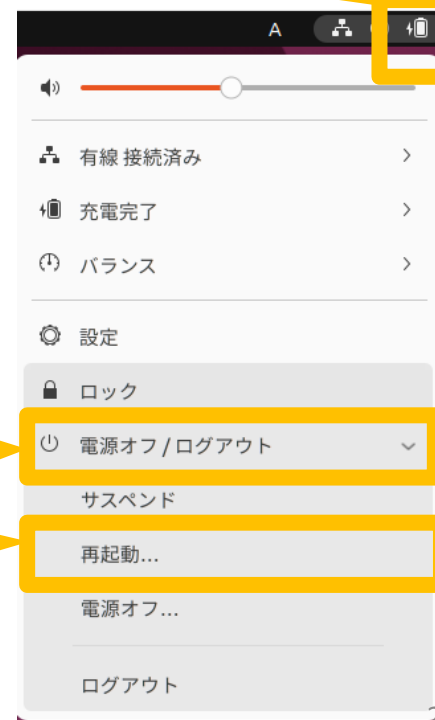 A
有線 接続済み
充電完了
バランス
設定
ロック
電源オフ / ログアウト
サスペンド
再起動...
電源オフ...
ログアウト